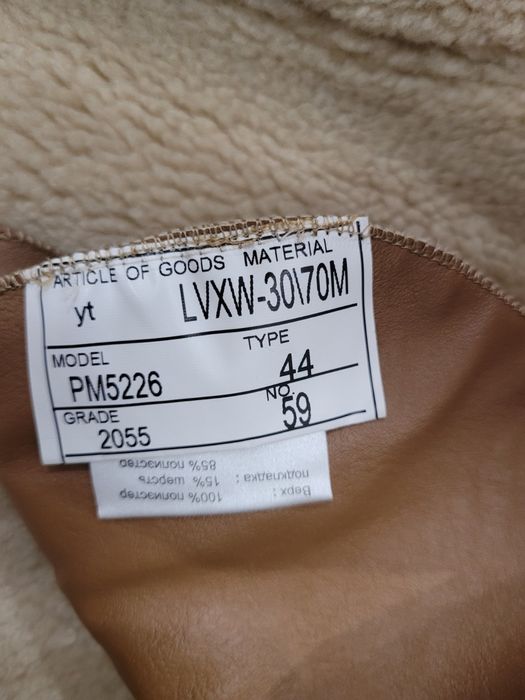 ARTICLE OF GOODS MATERIAL
yt LVXW-30\70M
MODEL TYPE
PM5226 44
GRADE NO
2055 59
Верх: 100% полиэстер
подкладка: 15% шерсть
85% полиэстер